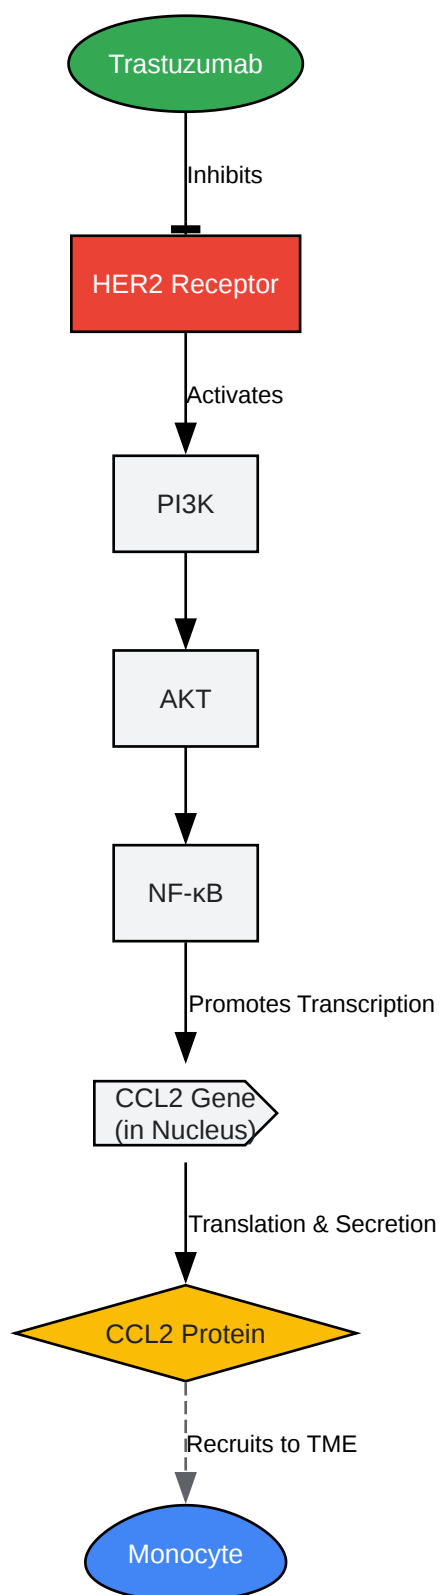 Trastuzumab
Inhibits
HER2 Receptor
Activates
PI3K
AKT
NF-κB
Promotes Transcription
CCL2 Gene
(in Nucleus)
Translation & Secretion
CCL2 Protein
Recruits to TME
Monocyte